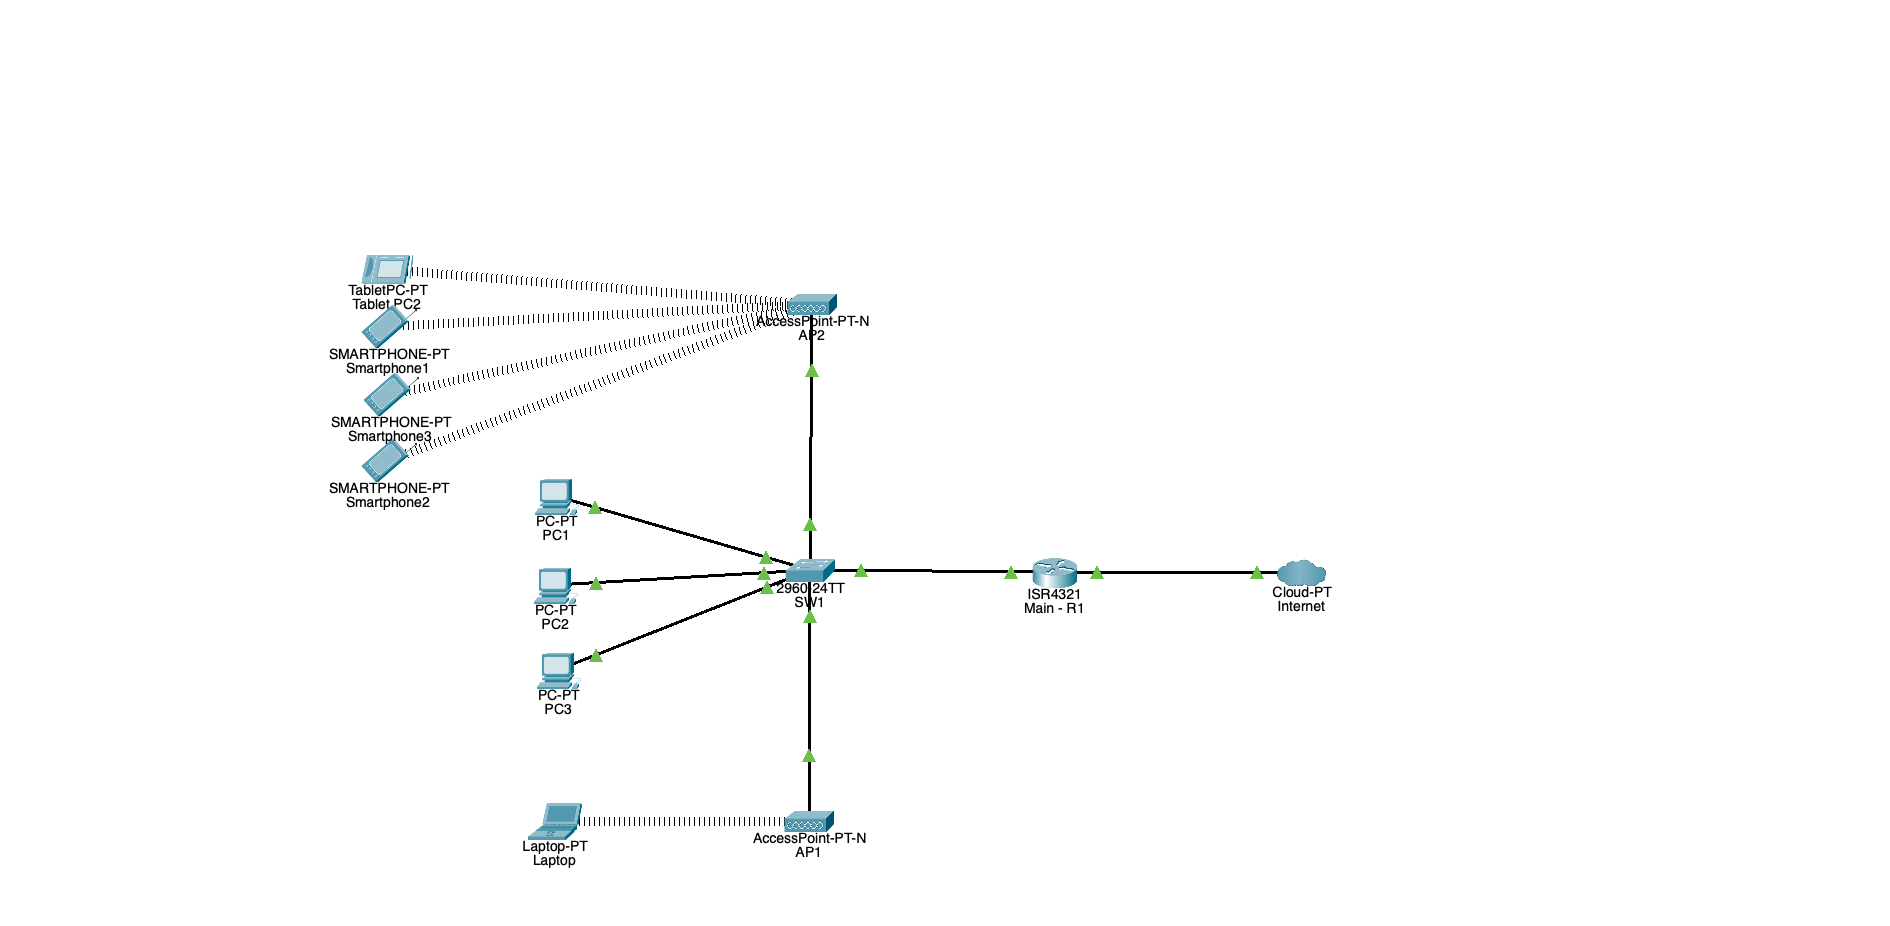 TabletPC-PT
Tablet PC2
SMARTPHONE-PT
Smartphone1
SMARTPHONE-PT
Smartphone3
SMARTPHONE-PT
Smartphone2
AccessPoint-PT-N
AP2
PC-PT
PC1
PC-PT
PC2
PC-PT
PC3
2960-24TT
SW1
ISR4321
Main - R1
Cloud-PT
Internet
Laptop-PT
Laptop
AccessPoint-PT-N
AP1